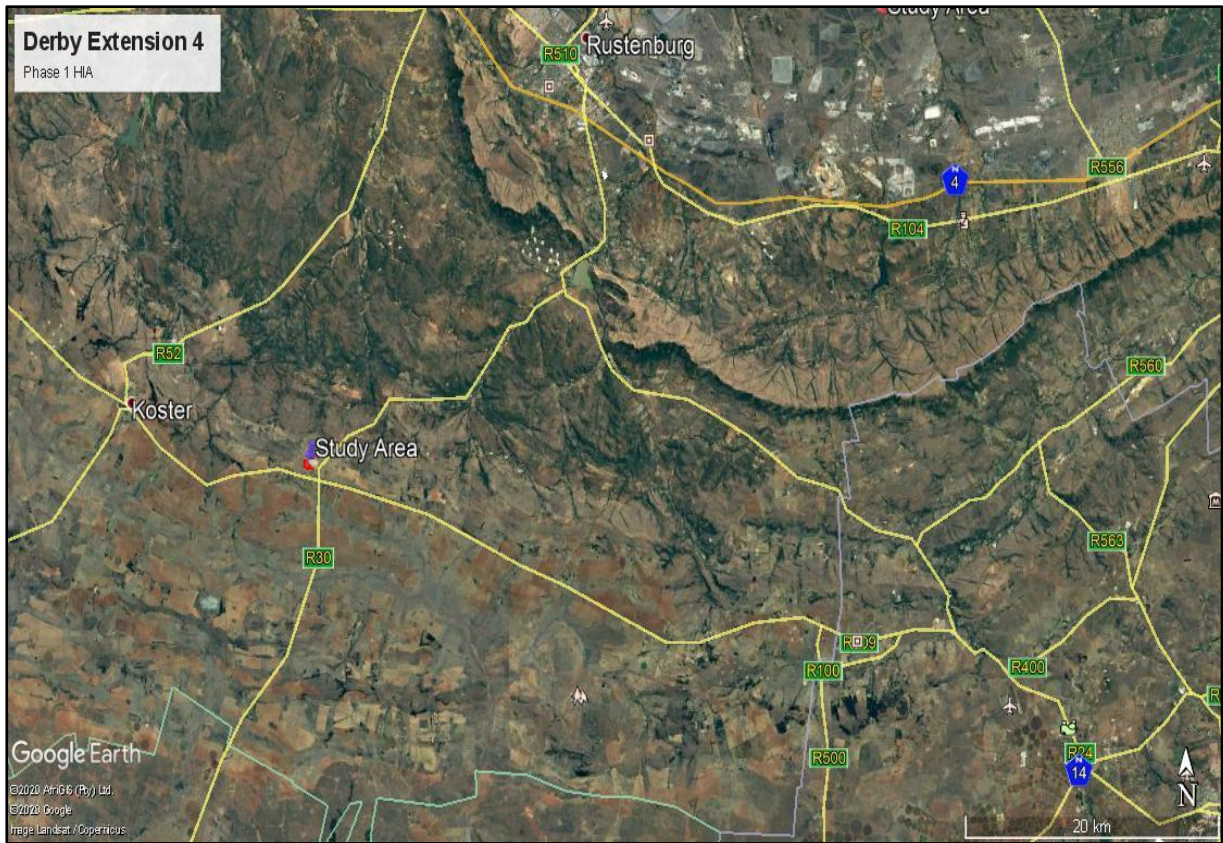 Derby Extension 4
Phase 1 HIA
Study Area
Rustenburg
R510
R556
N
4
R104
R52
R560
Koster
Study Area
R563
R30
R400
R100
R500
R24
N
14
Google Earth
©2020 AfriGIS (Pty) Ltd.
©2020 Google
Image Landsat / Copernicus
N
20 km